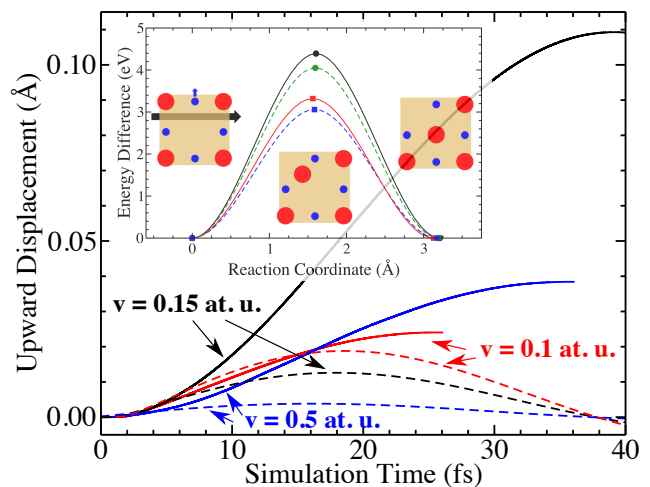 Upward Displacement (Å)
0.10
0.05
0.00
0
10
20
30
40
Simulation Time (fs)
v = 0.15 at. u.
v = 0.1 at. u.
v = 0.5 at. u.
Energy Difference (eV)
5
4
3
2
1
0
0
1
2
3
Reaction Coordinate (Å)